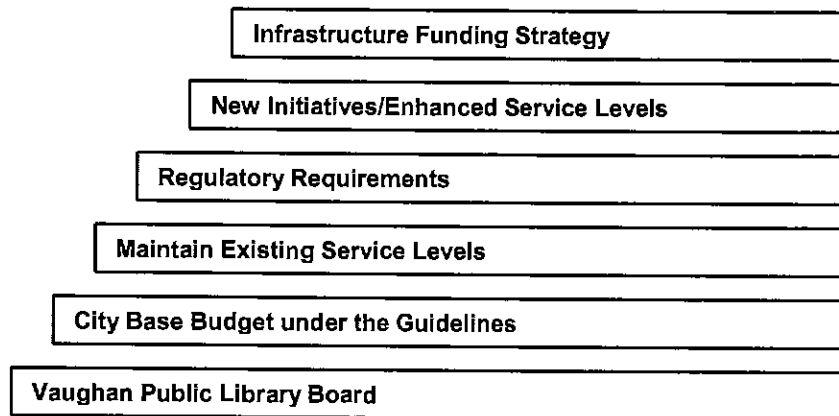 Infrastructure Funding Strategy
New Initiatives/Enhanced Service Levels
Regulatory Requirements
Maintain Existing Service Levels
City Base Budget under the Guidelines
Vaughan Public Library Board